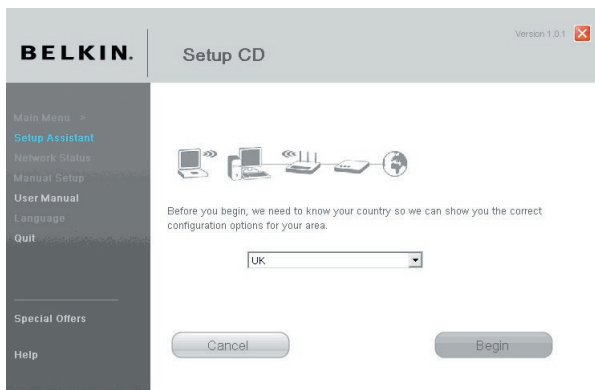 BELKIN.
Setup CD
Version 1.0.1
Main Menu >
Setup Assistant
Network Status
Manual Setup
User Manual
Language
Quit
Special Offers
Help
Before you begin, we need to know your country so we can show you the correct
configuration options for your area.
UK
Cancel
Begin